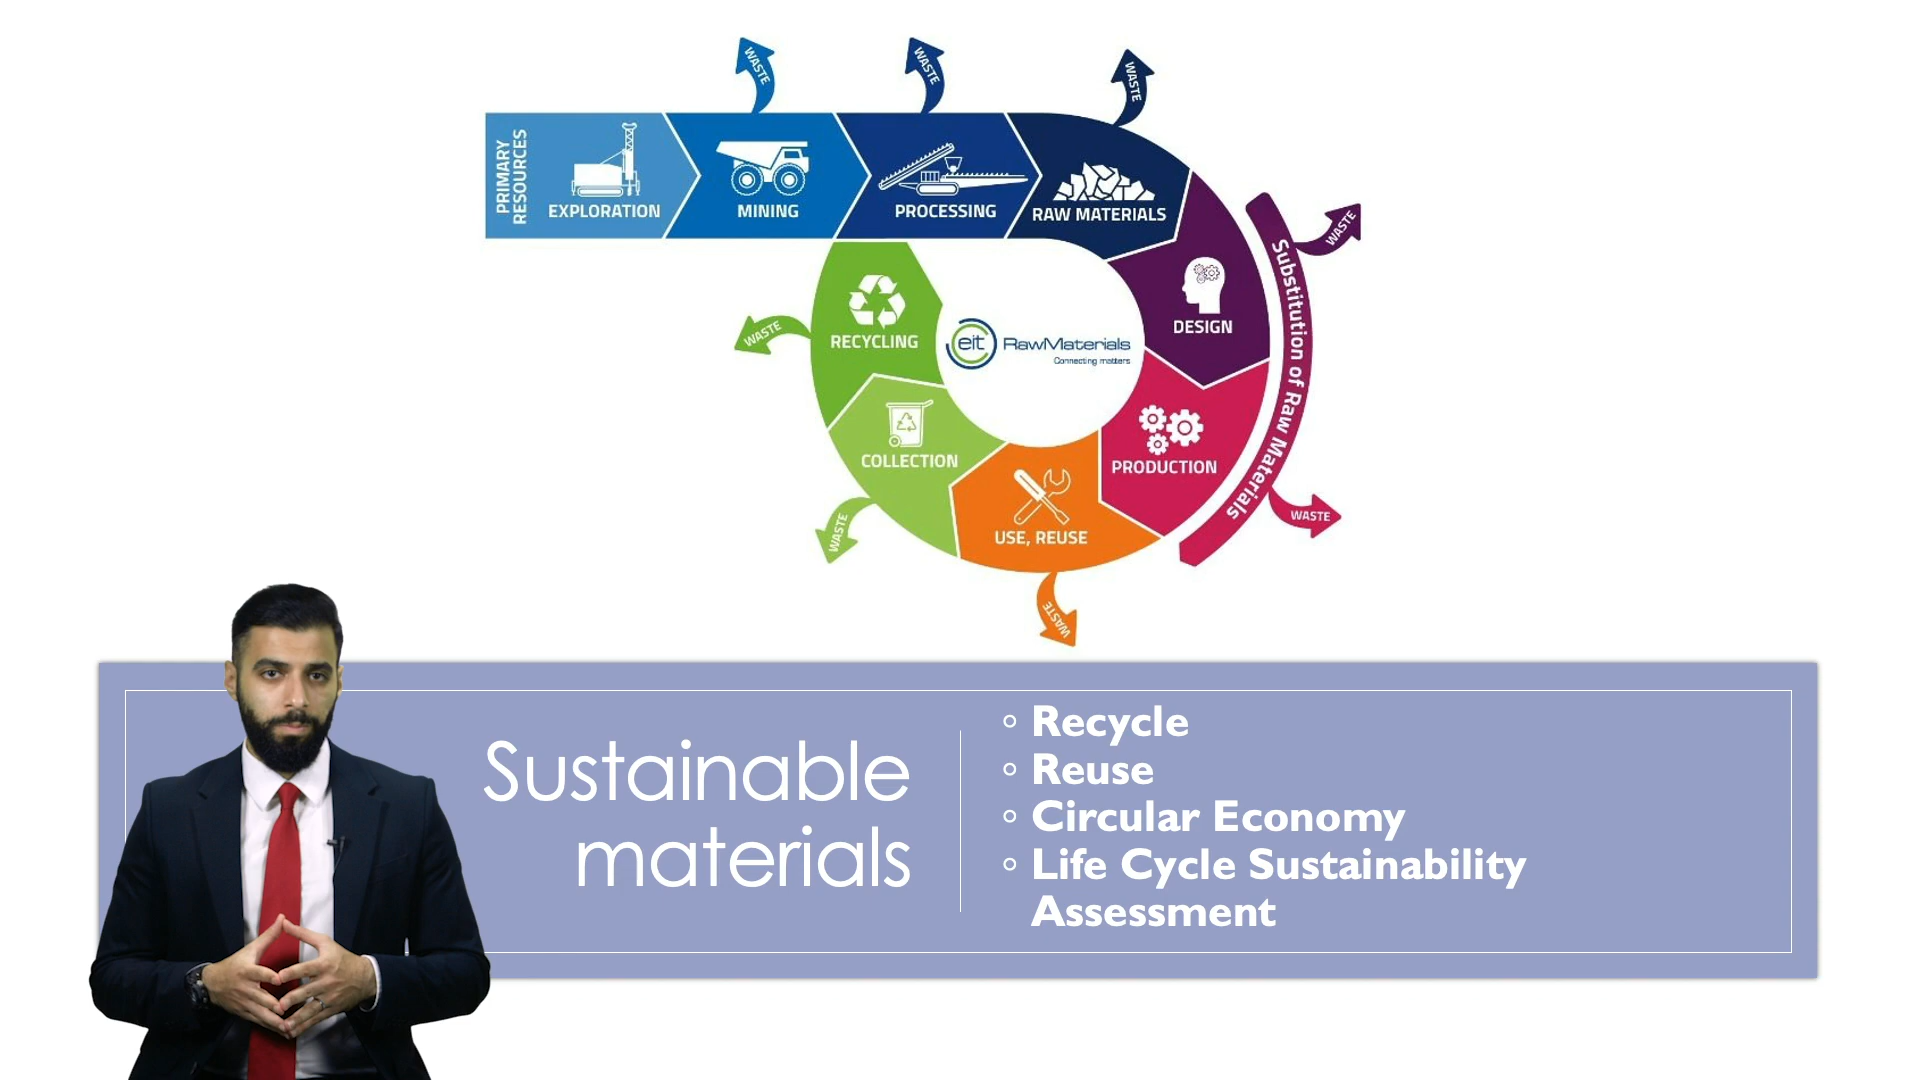 WASTE
WASTE
WASTE
PRIMARY
RESOURCES
EXPLORATION
MINING
PROCESSING
RAW MATERIALS
WASTE
Substitution of Raw Materials
DESIGN
RECYCLING
WASTE
eit RawMaterials
Connecting matters
COLLECTION
PRODUCTION
WASTE
WASTE
USE, REUSE
WASTE
Sustainable
materials
Recycle
Reuse
Circular Economy
Life Cycle Sustainability
Assessment